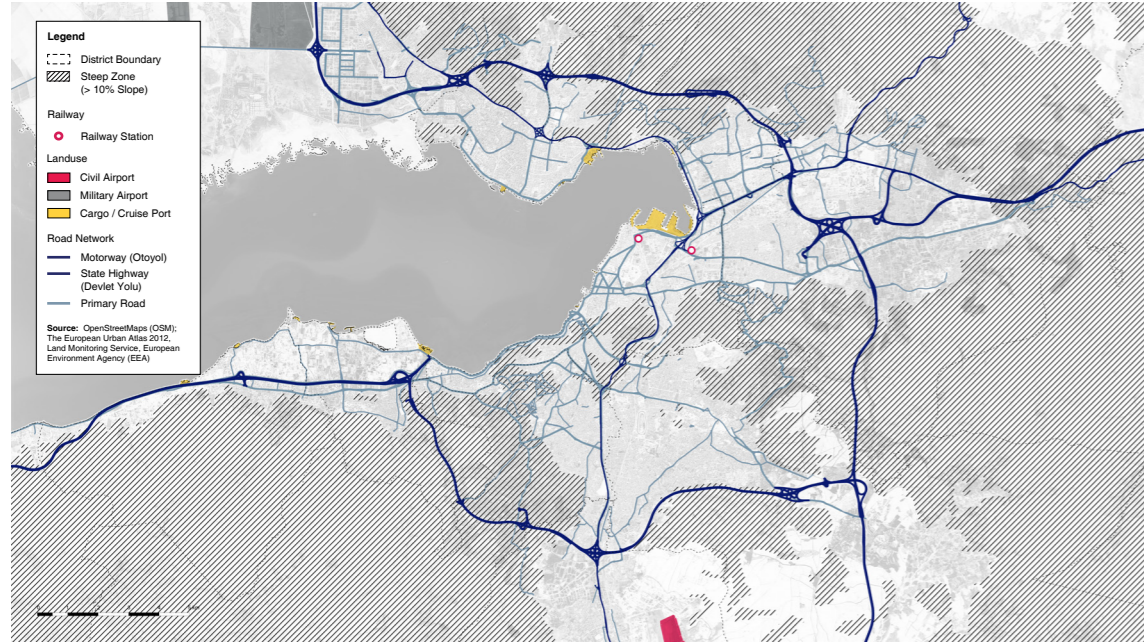 Legend
District Boundary
Steep Zone
(> 10% Slope)
Railway
Railway Station
Landuse
Civil Airport
Military Airport
Cargo / Cruise Port
Road Network
Motorway (Otoyol)
State Highway
(Devlet Yolu)
Primary Road
Source: OpenStreetMaps (OSM);
The European Urban Atlas 2012,
Land Monitoring Service, European
Environment Agency (EEA)